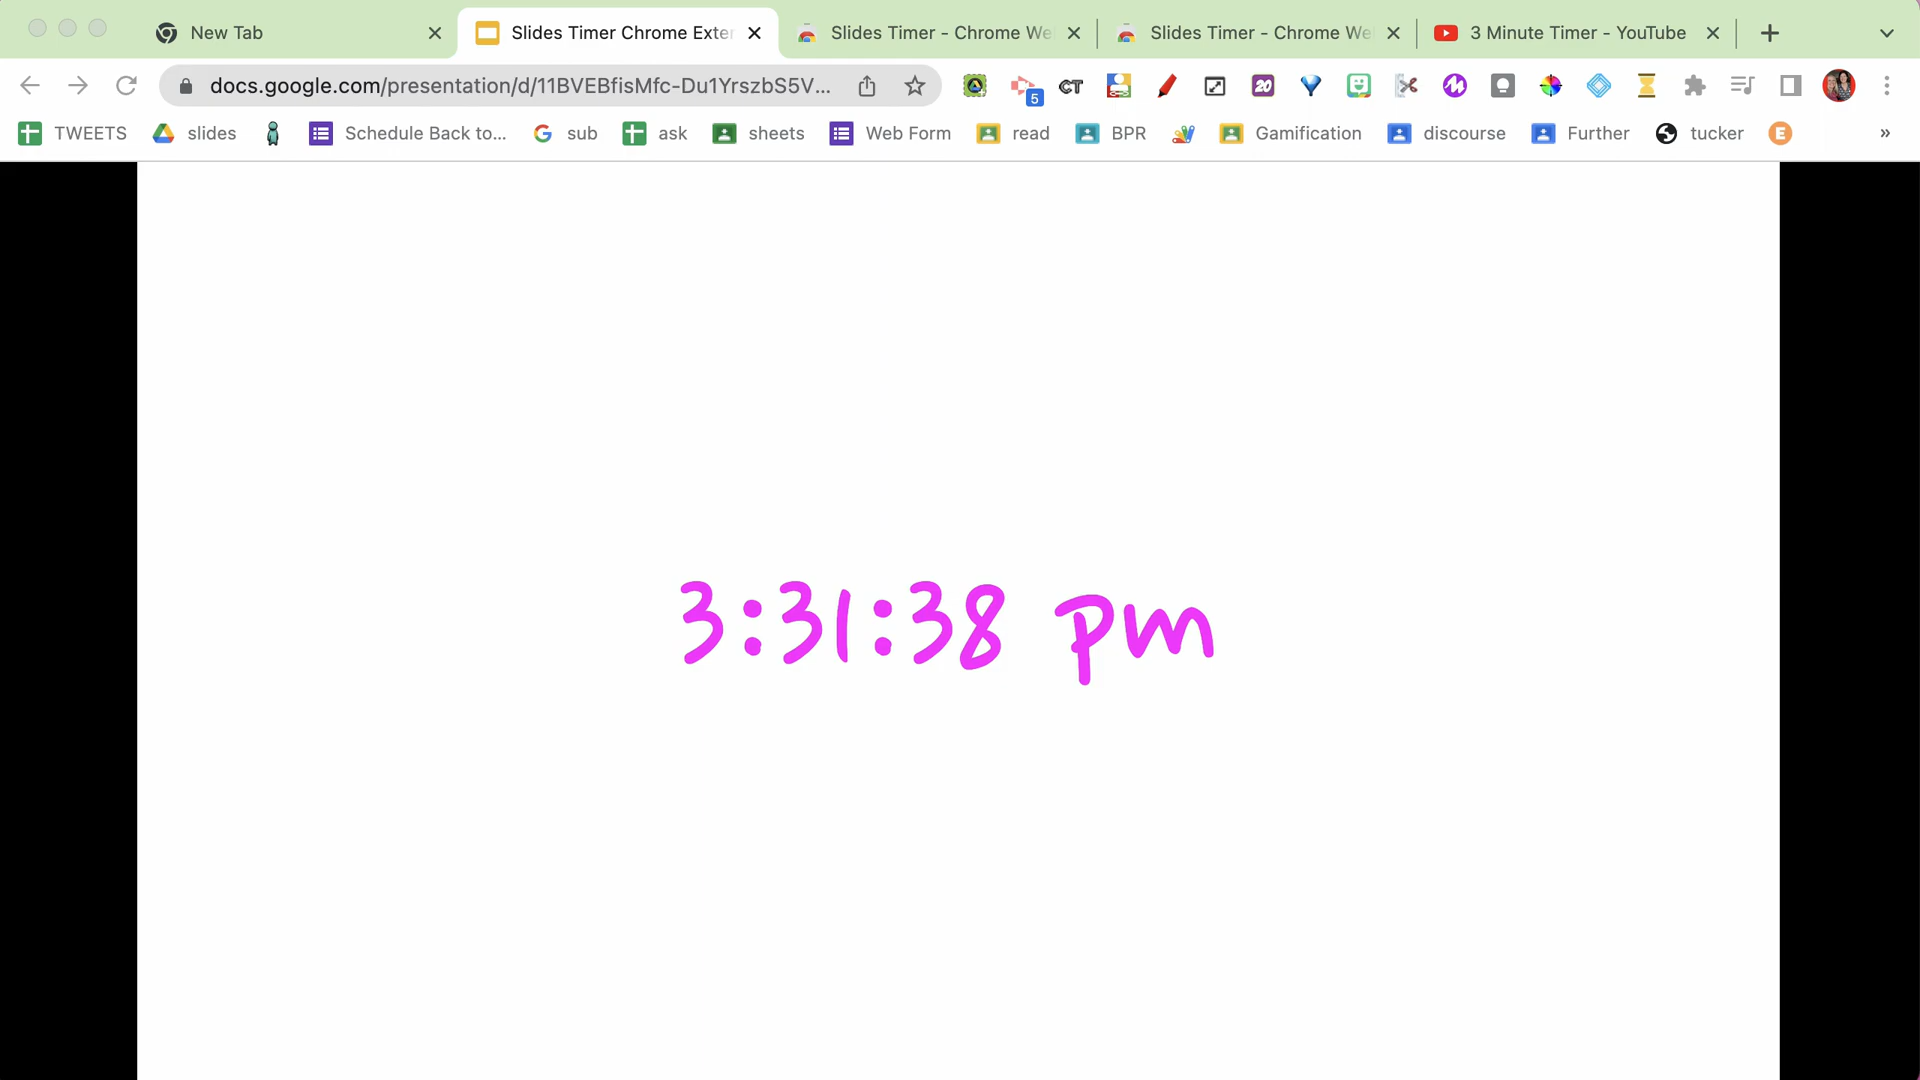 New Tab
Slides Timer Chrome Exte
Slides Timer - Chrome We
Slides Timer - Chrome We
3 Minute Timer - YouTube
docs.google.com/presentation/d/11BVEBfisMfc-Du1YrszbS5V...
5
CT
20
TWEETS
slides
Schedule Back to...
sub
ask
sheets
Web Form
read
BPR
Gamification
discourse
Further
tucker
E
»
3:31:38 pm